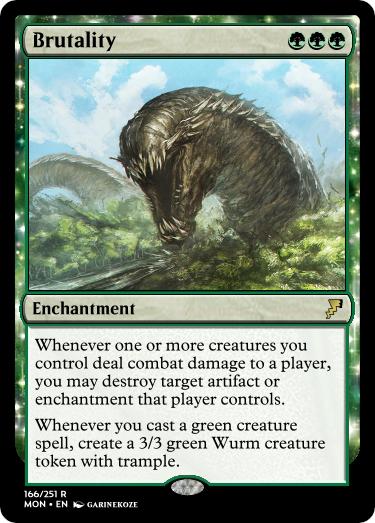 Brutality
Enchantment
Whenever one or more creatures you
control deal combat damage to a player,
you may destroy target artifact or
enchantment that player controls.
Whenever you cast a green creature
spell, create a 3/3 green Wurm creature
token with trample.
166/251 R
MON • EN GARINEKOZE